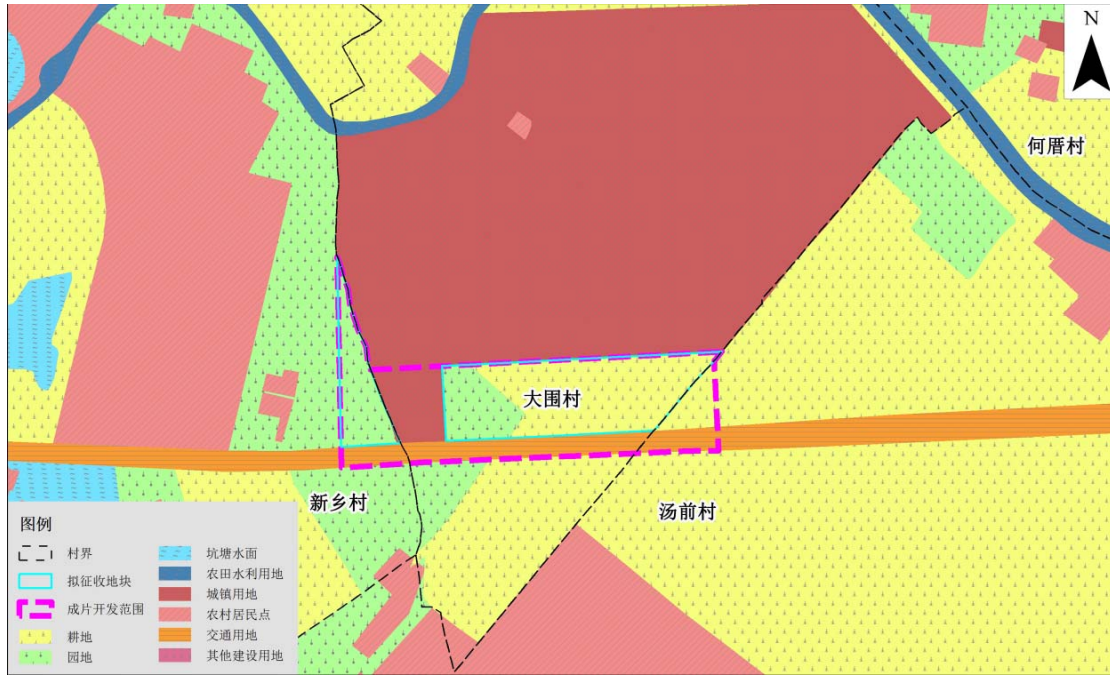 N
何厝村
大围村
新乡村
汤前村
图例
村界
拟征收地块
成片开发范围
耕地
园地
坑塘水面
农田水利用地
城镇用地
农村居民点
交通用地
其他建设用地